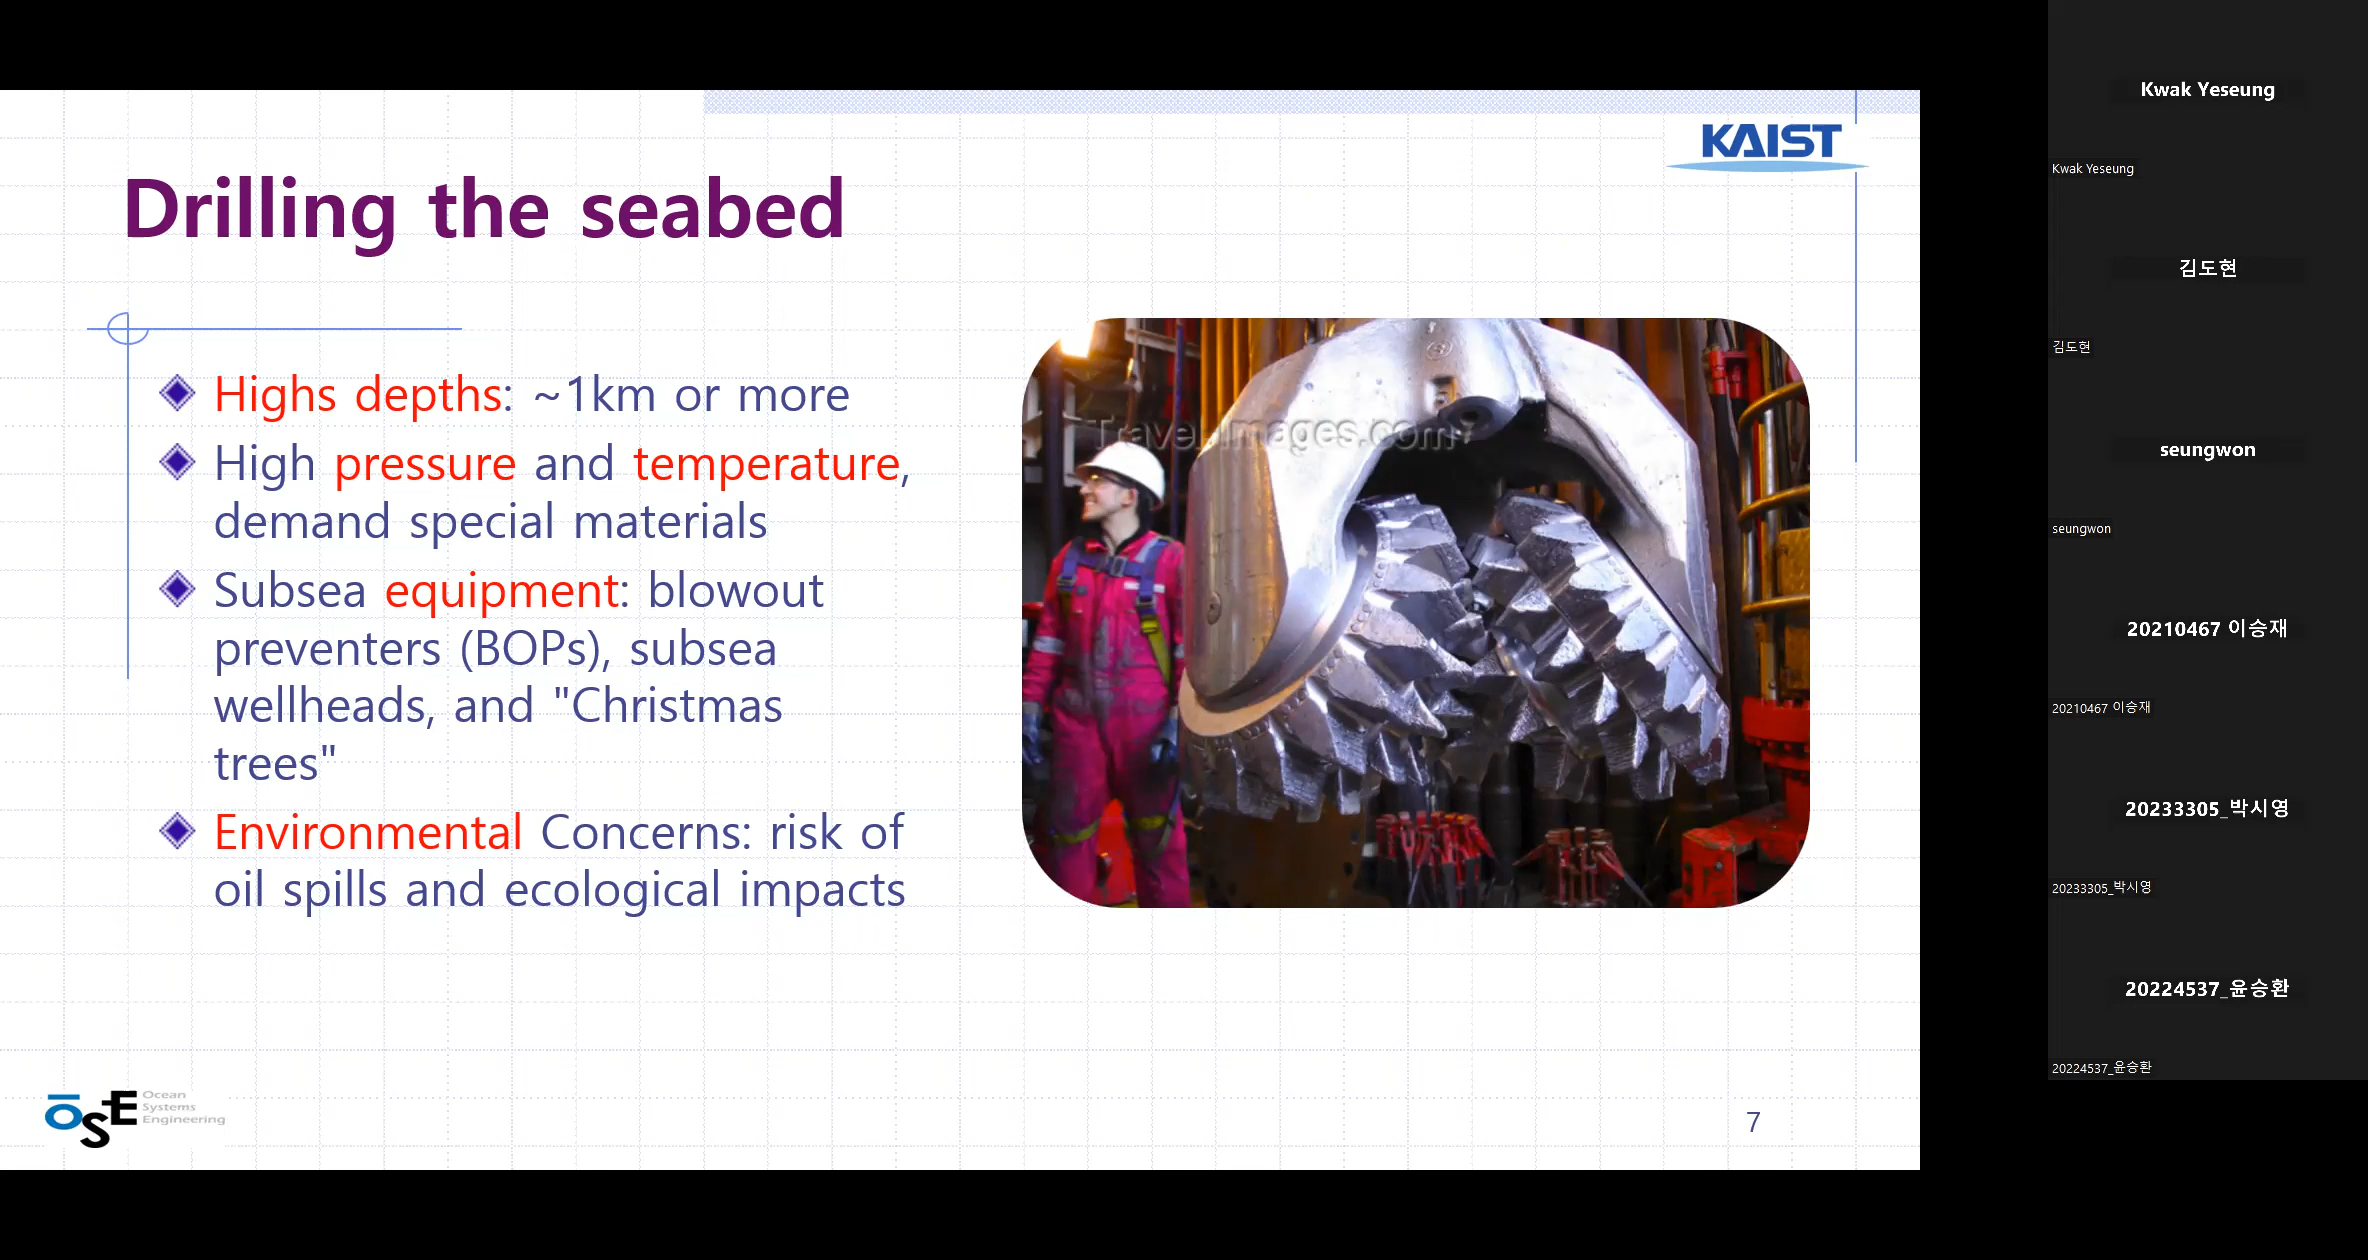 KAIST
Drilling the seabed
Highs depths: ~1km or more
High pressure and temperature,
demand special materials
Subsea equipment: blowout
preventers (BOPs), subsea
wellheads, and "Christmas
trees"
Environmental Concerns: risk of
oil spills and ecological impacts
Travel-Images.com
OSE Ocean
Systems
Engineering
7
Kwak Yeseung
Kwak Yeseung
김도현
김도현
seungwon
seungwon
20210467 이승재
20210467 이승재
20233305_박시영
20233305_박시영
20224537_윤승환
20224537_윤승환